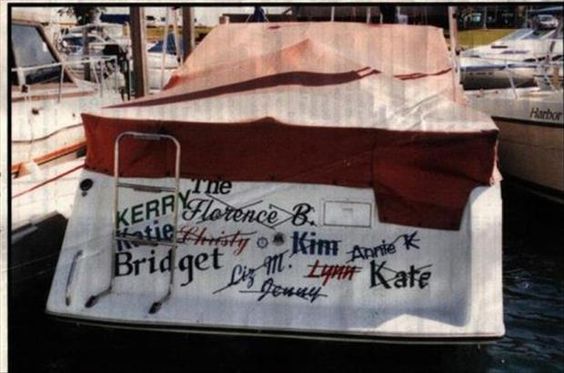 The
KERRY Florence B.
Katie Christy Kim Annie K
Bridget Liz M. Lynn Kate
Jenny
Harbor